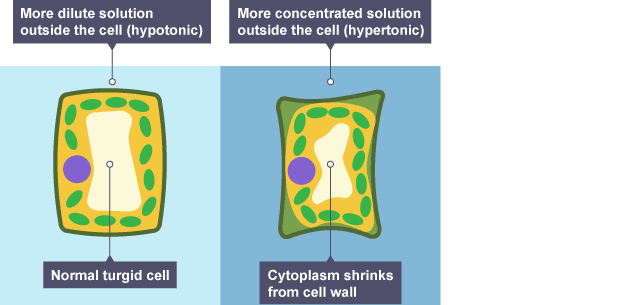 More dilute solution
outside the cell (hypotonic)
More concentrated solution
outside the cell (hypertonic)
Normal turgid cell
Cytoplasm shrinks
from cell wall